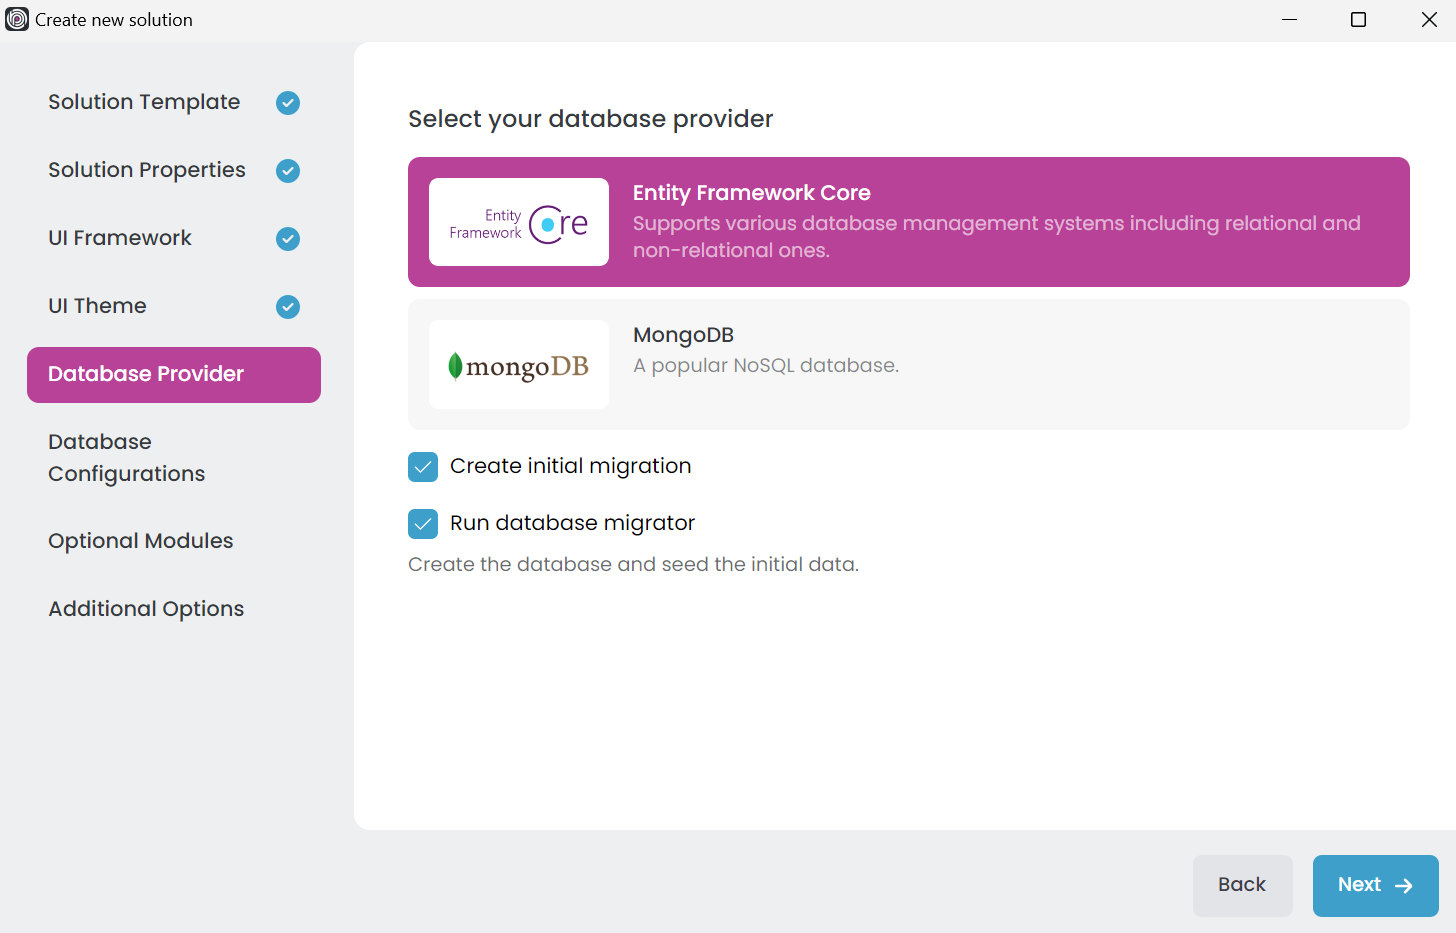 Create new solution
Solution Template
Solution Properties
UI Framework
UI Theme
Database Provider
Database
Configurations
Optional Modules
Additional Options
Select your database provider
Entity
Framework Core
Entity Framework Core
Supports various database management systems including relational and
non-relational ones.
mongoDB
MongoDB
A popular NoSQL database.
Create initial migration
Run database migrator
Create the database and seed the initial data.
Back
Next